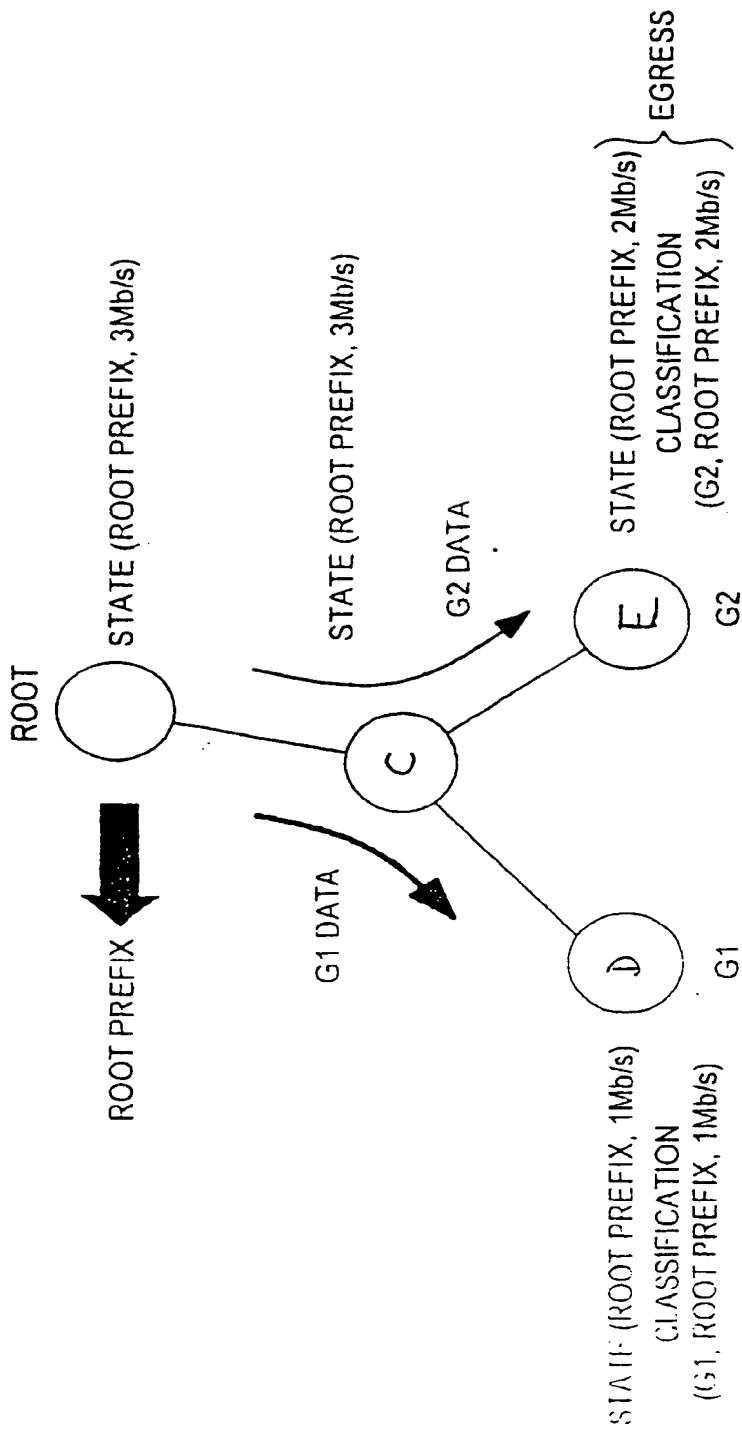 ROOT
ROOT PREFIX
STATE (ROOT PREFIX, 3Mb/s)
G1 DATA
STATE (ROOT PREFIX, 3Mb/s)
G2 DATA
C
D
E
G1
G2
STATE (ROOT PREFIX, 1Mb/s)
CLASSIFICATION
(G1, ROOT PREFIX, 1Mb/s)
STATE (ROOT PREFIX, 2Mb/s)
CLASSIFICATION
(G2, ROOT PREFIX, 2Mb/s)
EGRESS